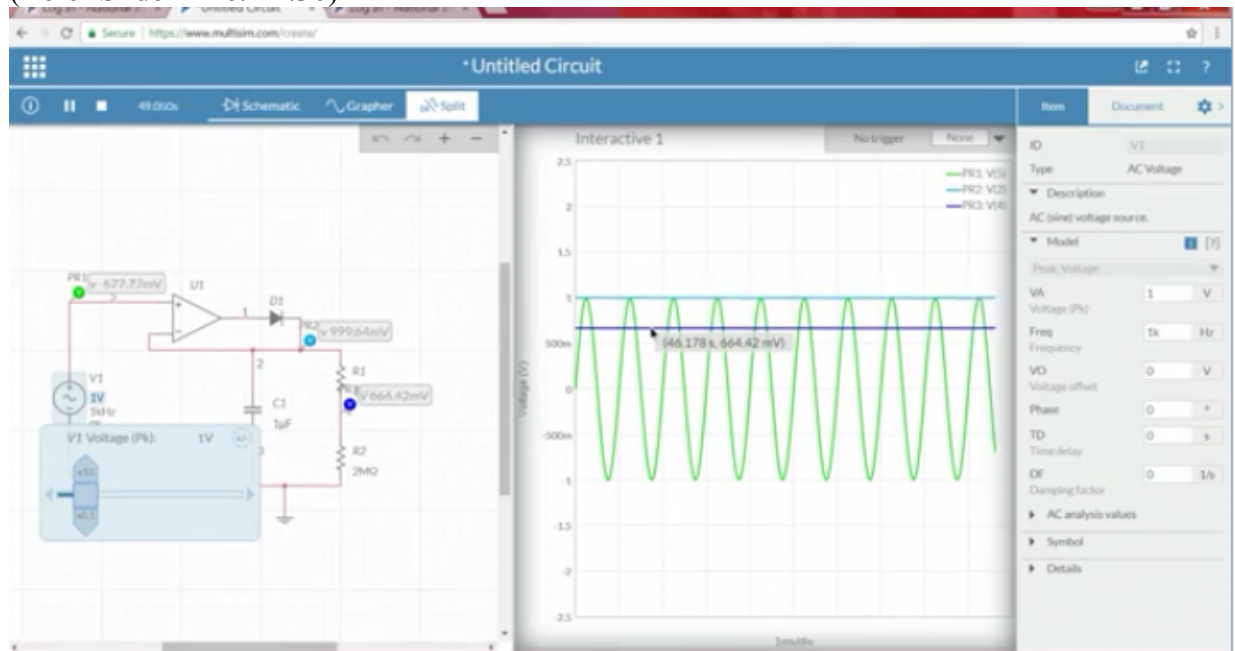 Secure | https://www.multisim.com/create/
Untitled Circuit
49.050s
Schematic
Grapher
Split
Item
Document
Interactive 1
No trigger
None
ID
V1
Type
AC Voltage
Description
AC (sine) voltage source.
Model
[?]
Peak_Voltage
VA
1
V
Voltage (Pk)
Freq
1k
Hz
Frequency
VO
0
V
Voltage offset
Phase
0
°
TD
0
s
Time delay
DF
0
1/s
Damping factor
AC analysis values
Symbol
Details
2.5
2
1.5
1
500m
0
-500m
-1
-1.5
-2
-2.5
Voltage (V)
1ms/div
PR1: V(5)
PR2: V(2)
PR3: V(4)
(46.178 s, 664.42 mV)
PR1
v -677.77mV
U1
1
D1
v 999.64mV
2
R1
V 666.42mV
V1
1V
1kHz
C1
1μF
R2
2MΩ
V1 Voltage (Pk):
1V
+/-
x10
x0.1